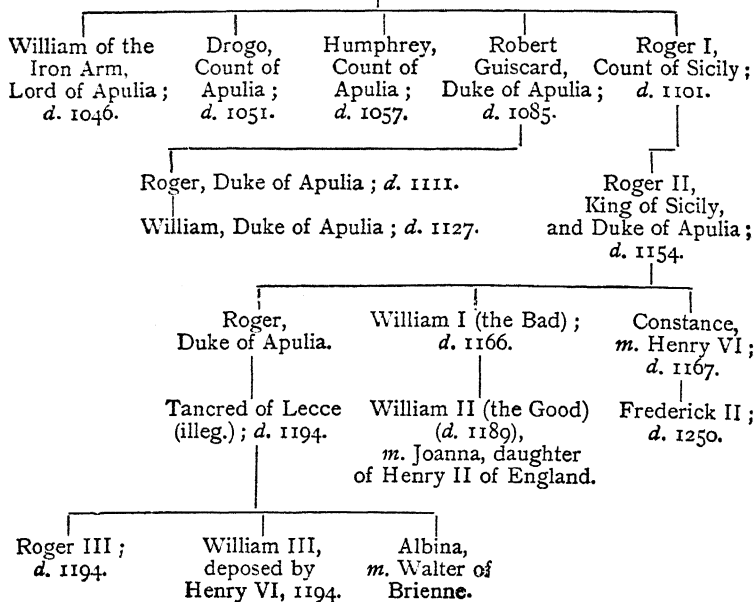 William of the
Iron Arm,
Lord of Apulia;
d. 1046.
Drogo,
Count of
Apulia;
d. 1051.
Humphrey,
Count of
Apulia;
d. 1057.
Robert
Guiscard,
Duke of Apulia;
d. 1085.
Roger I,
Count of Sicily;
d. 1101.
Roger, Duke of Apulia; d. 1111.
William, Duke of Apulia; d. 1127.
Roger II,
King of Sicily,
and Duke of Apulia;
d. 1154.
Roger,
Duke of Apulia.
William I (the Bad);
d. 1166.
Constance,
m. Henry VI;
d. 1167.
Tancred of Lecce
(illeg.); d. 1194.
William II (the Good)
(d. 1189),
m. Joanna, daughter
of Henry II of England.
Frederick II;
d. 1250.
Roger III;
d. 1194.
William III,
deposed by
Henry VI, 1194.
Albina,
m. Walter of
Brienne.